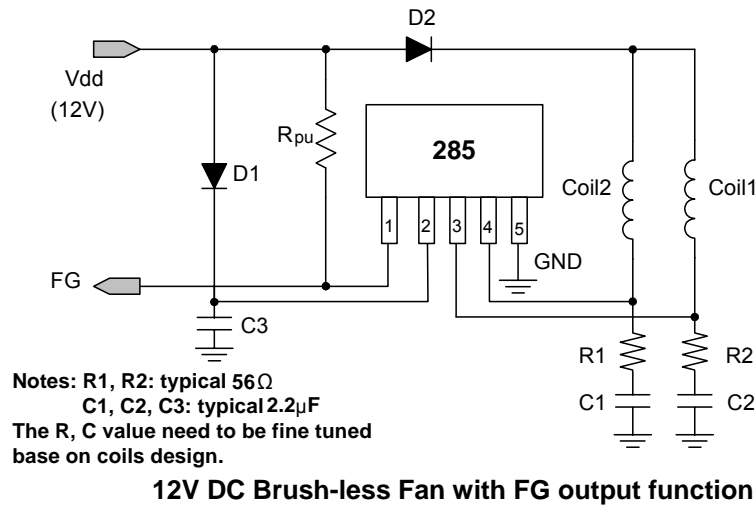 D2
Vdd
(12V)
Rpu
285
D1
Coil2
Coil1
1 2 3 4 5
GND
FG
C3
R1
R2
Notes: R1, R2: typical 56Ω
C1, C2, C3: typical 2.2μF
C1
C2
The R, C value need to be fine tuned
base on coils design.
12V DC Brush-less Fan with FG output function